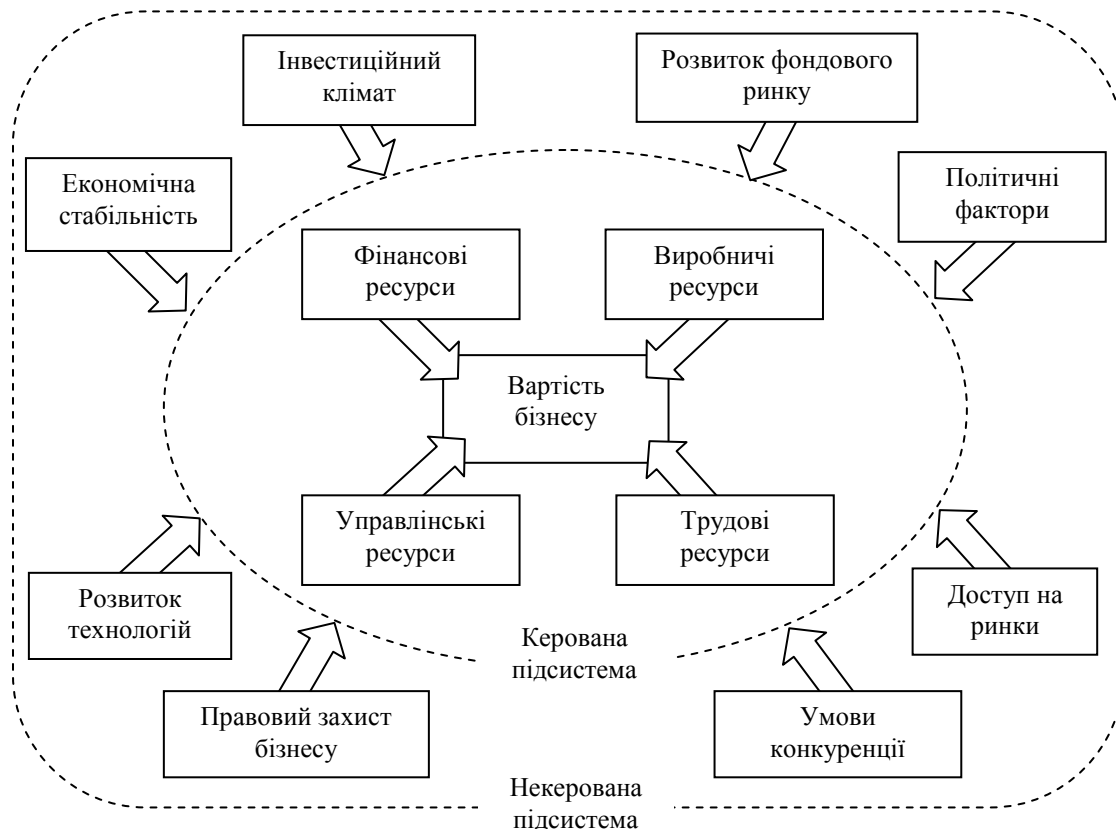 Інвестиційний
клімат
Розвиток фондового
ринку
Економічна
стабільність
Політичні
фактори
Фінансові
ресурси
Виробничі
ресурси
Вартість
бізнесу
Управлінські
ресурси
Трудові
ресурси
Розвиток
технологій
Доступ на
ринки
Керована
підсистема
Правовий захист
бізнесу
Умови
конкуренції
Некерована
підсистема